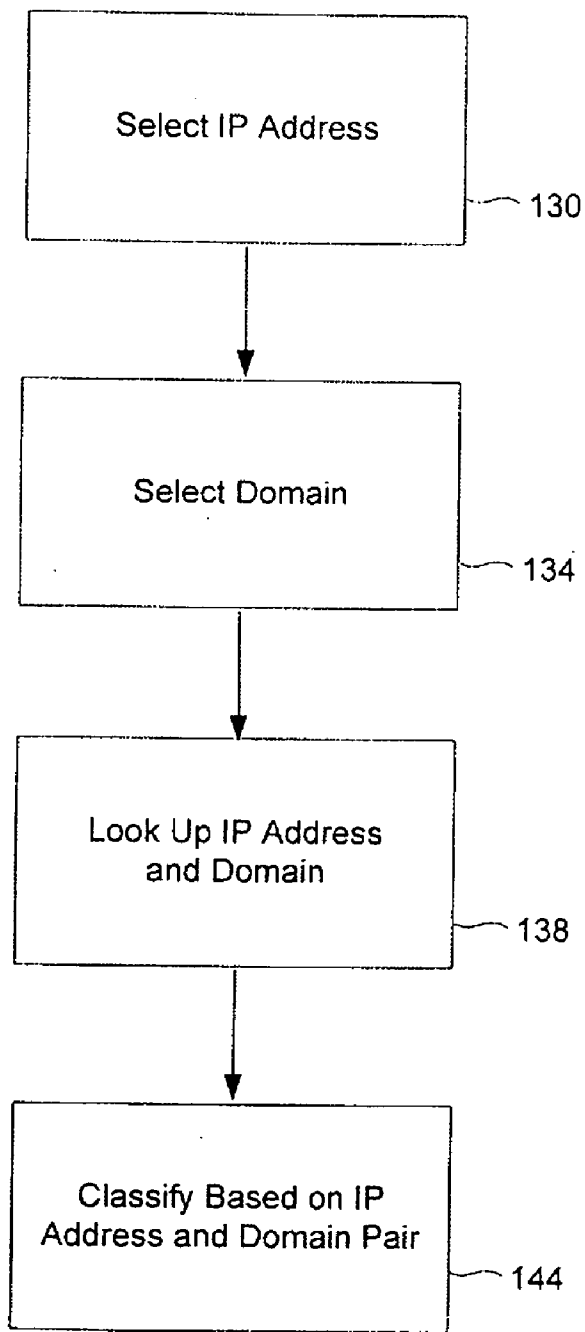 Select IP Address
130
Select Domain
134
Look Up IP Address
and Domain
138
Classify Based on IP
Address and Domain Pair
144